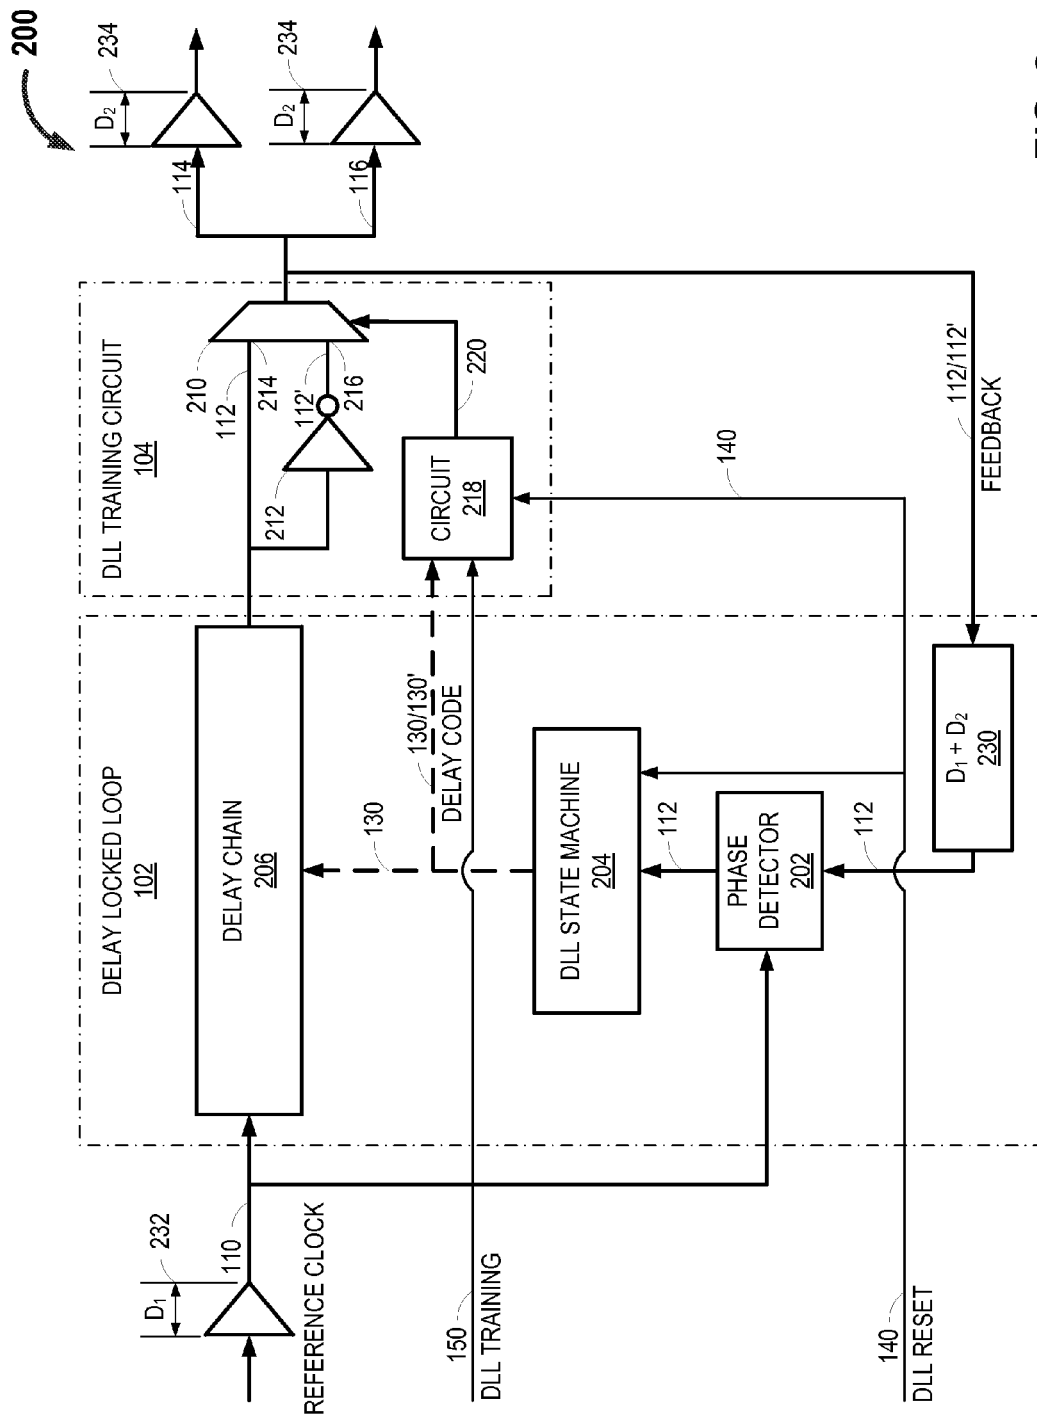 200
234
D2
234
D2
114
116
DLL TRAINING CIRCUIT
104
210
112
214
112'
216
212
220
CIRCUIT
218
140
112/112'
FEEDBACK
DELAY LOCKED LOOP
102
DELAY CHAIN
206
130/130'
DELAY CODE
130
DLL STATE MACHINE
204
112
PHASE
DETECTOR
202
112
D1 + D2
230
232
D1
110
REFERENCE CLOCK
150
DLL TRAINING
140
DLL RESET